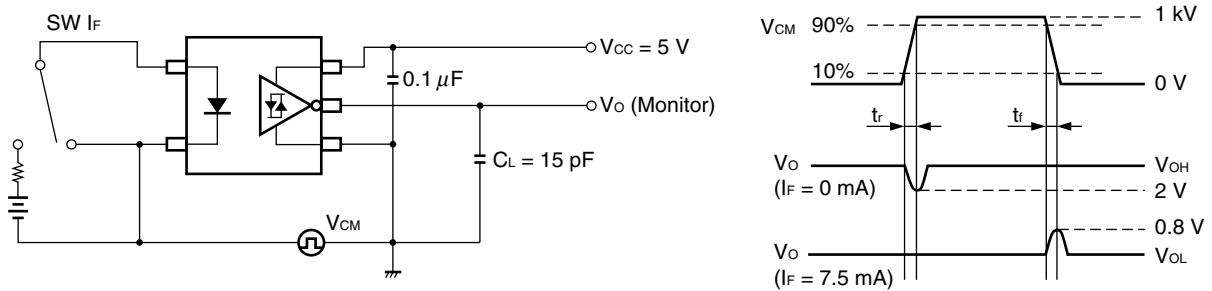 SW IF
VCC = 5 V
0.1 μF
VO (Monitor)
CL = 15 pF
VCM
VCM
90%
10%
1 kV
0 V
tr
tf
VO
(IF = 0 mA)
VOH
2 V
0.8 V
VO
(IF = 7.5 mA)
VOL